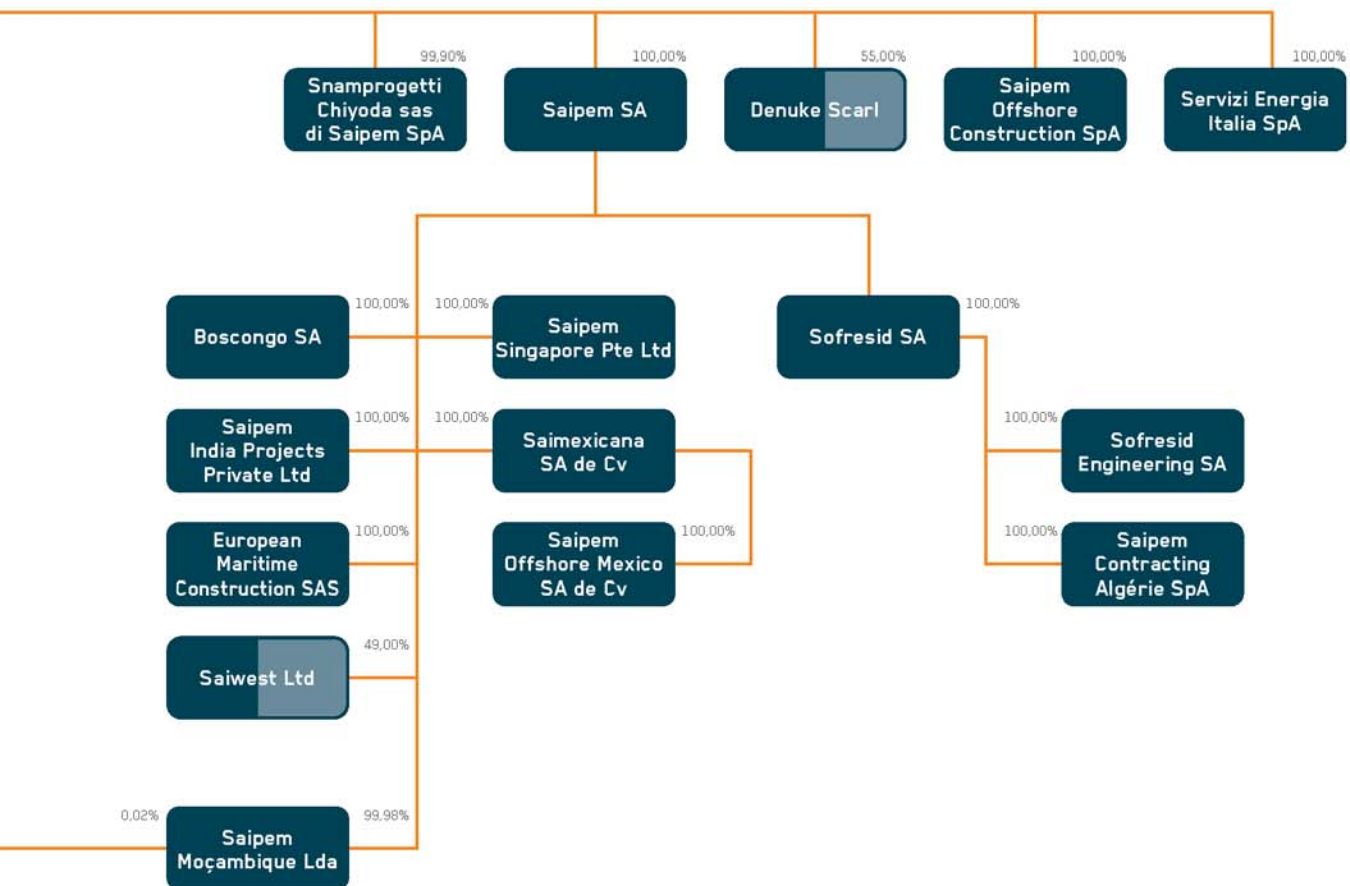 99,90%
Snamprogetti
Chiyoda sas
di Saipem SpA
100,00%
Saipem SA
55,00%
Denuke Scarl
100,00%
Saipem
Offshore
Construction SpA
100,00%
Servizi Energia
Italia SpA
100,00%
Boscongo SA
100,00%
Saipem
Singapore Pte Ltd
100,00%
Sofresid SA
100,00%
Saipem
India Projects
Private Ltd
100,00%
Saimexicana
SA de Cv
100,00%
Sofresid
Engineering SA
100,00%
European
Maritime
Construction SAS
100,00%
Saipem
Offshore Mexico
SA de Cv
100,00%
Saipem
Contracting
Algérie SpA
49,00%
Saiwest Ltd
0,02%
99,98%
Saipem
Moçambique Lda